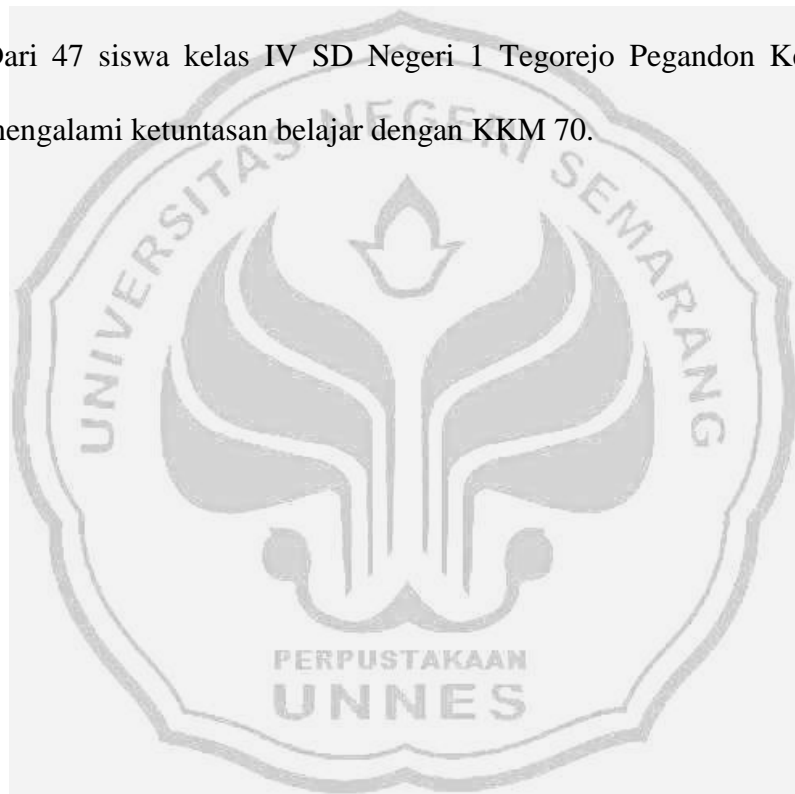 Dari 47 siswa kelas IV SD Negeri 1 Tegorejo Pegandon
mengalami ketuntasan belajar dengan KKM 70.
UNIVERSITAS NEGERI SEMARANG
PERPUSTAKAAN
UNNES